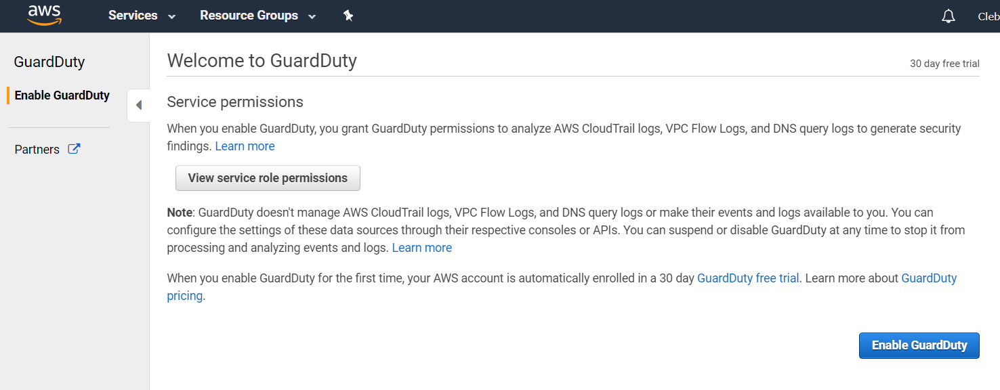 aws Services Resource Groups Cleb
GuardDuty
Enable GuardDuty
Partners
Welcome to GuardDuty
30 day free trial
Service permissions
When you enable GuardDuty, you grant GuardDuty permissions to analyze AWS CloudTrail logs, VPC Flow Logs, and DNS query logs to generate security
findings. Learn more
View service role permissions
Note: GuardDuty doesn't manage AWS CloudTrail logs, VPC Flow Logs, and DNS query logs or make their events and logs available to you. You can
configure the settings of these data sources through their respective consoles or APIs. You can suspend or disable GuardDuty at any time to stop it from
processing and analyzing events and logs. Learn more
When you enable GuardDuty for the first time, your AWS account is automatically enrolled in a 30 day GuardDuty free trial. Learn more about GuardDuty
pricing.
Enable GuardDuty